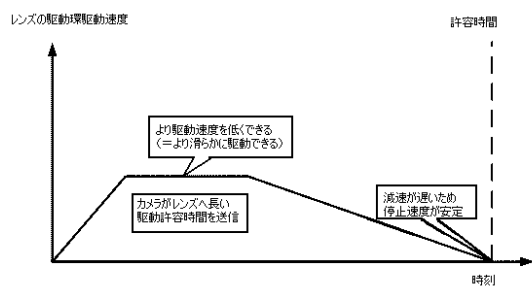 レンズの駆動環駆動速度
許容時間
より駆動速度を低くできる
（＝より滑らかに駆動できる）
カメラがレンズへ長い
駆動許容時間を送信
減速が遅いため
停止速度が安定
時刻